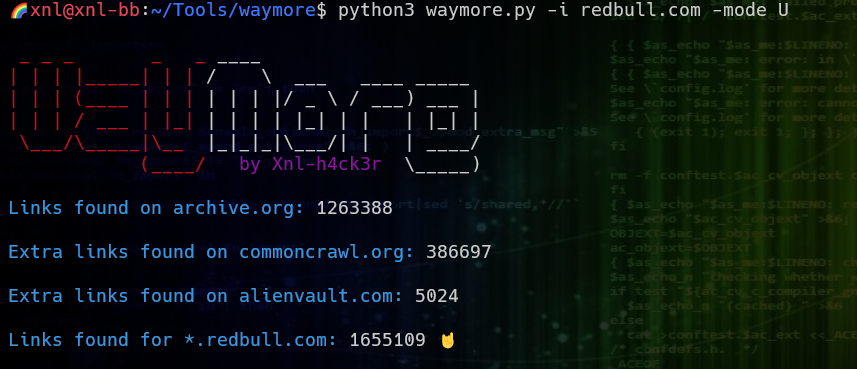 🌈xnl@xnl-bb:~/Tools/waymore$ python3 waymore.py -i redbull.com -mode U
waymore
by Xnl-h4ck3r
Links found on archive.org: 1263388
Extra links found on commoncrawl.org: 386697
Extra links found on alienvault.com: 5024
Links found for *.redbull.com: 1655109 🤘